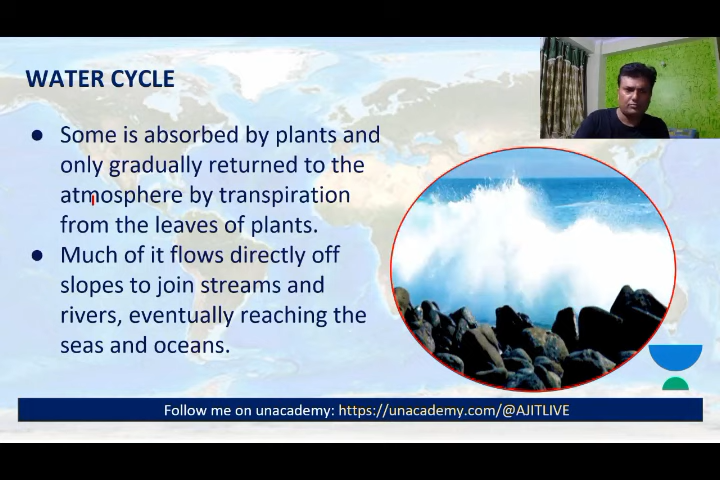 WATER CYCLE
● Some is absorbed by plants and
only gradually returned to the
atmosphere by transpiration
from the leaves of plants.
● Much of it flows directly off
slopes to join streams and
rivers, eventually reaching the
seas and oceans.
Follow me on unacademy: https://unacademy.com/@AJITLIVE